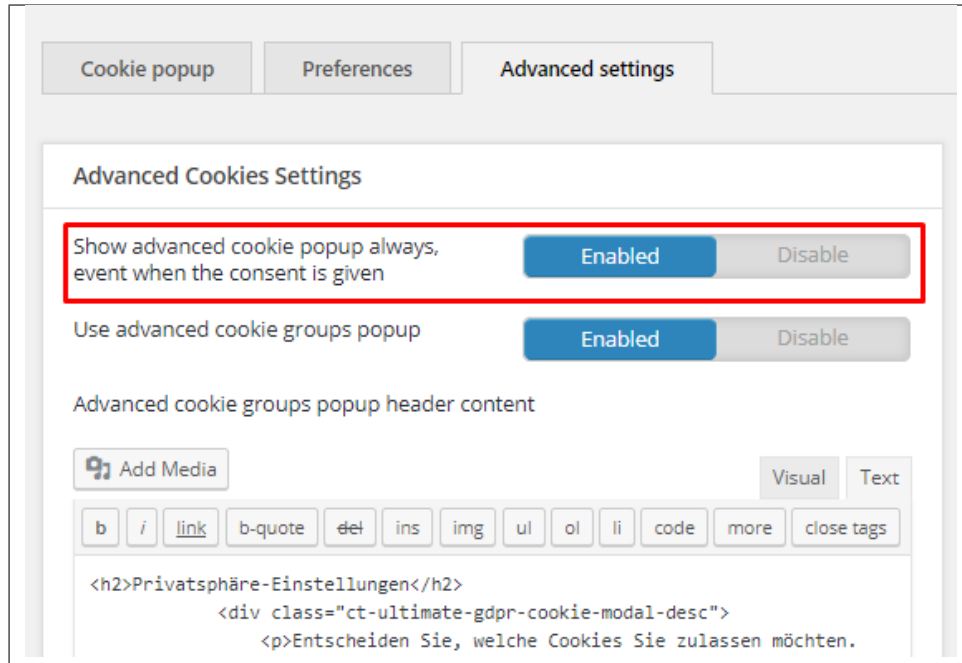 Cookie popup Preferences Advanced settings
Advanced Cookies Settings
Show advanced cookie popup always,
event when the consent is given
Enabled Disable
Use advanced cookie groups popup
Enabled Disable
Advanced cookie groups popup header content
Add Media
Visual Text
b i link b-quote del ins img ul ol li code more close tags
<h2>Privatsphäre-Einstellungen</h2>
<div class="ct-ultimate-gdpr-cookie-modal-desc">
<p>Entscheiden Sie, welche Cookies Sie zulassen möchten.